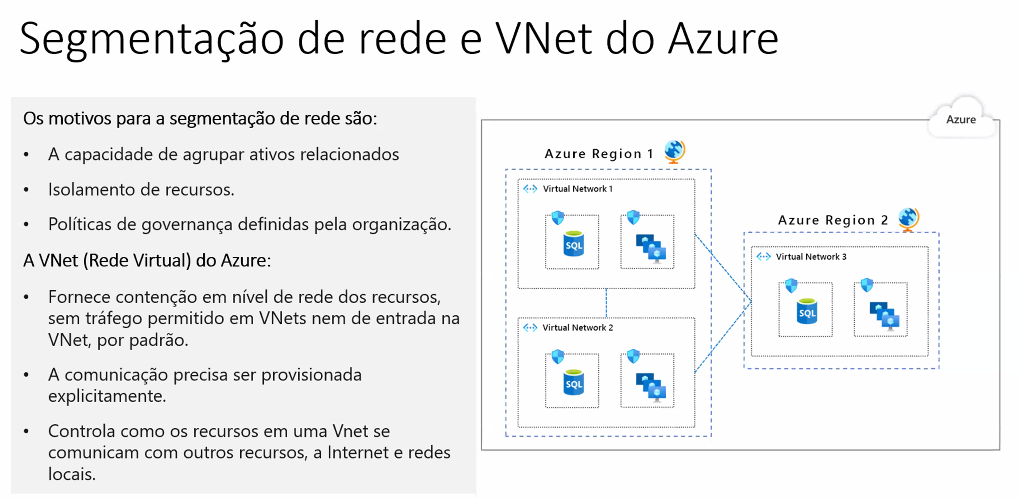 Segmentação de rede e VNet do Azure
Os motivos para a segmentação de rede são:
• A capacidade de agrupar ativos relacionados
• Isolamento de recursos.
• Políticas de governança definidas pela organização.
A VNet (Rede Virtual) do Azure:
• Fornece contenção em nível de rede dos recursos,
sem tráfego permitido em VNets nem de entrada na
VNet, por padrão.
• A comunicação precisa ser provisionada
explicitamente.
• Controla como os recursos em uma Vnet se
comunicam com outros recursos, a Internet e redes
locais.
Azure
Azure Region 1
Virtual Network 1
SQL
Virtual Network 2
SQL
Azure Region 2
Virtual Network 3
SQL